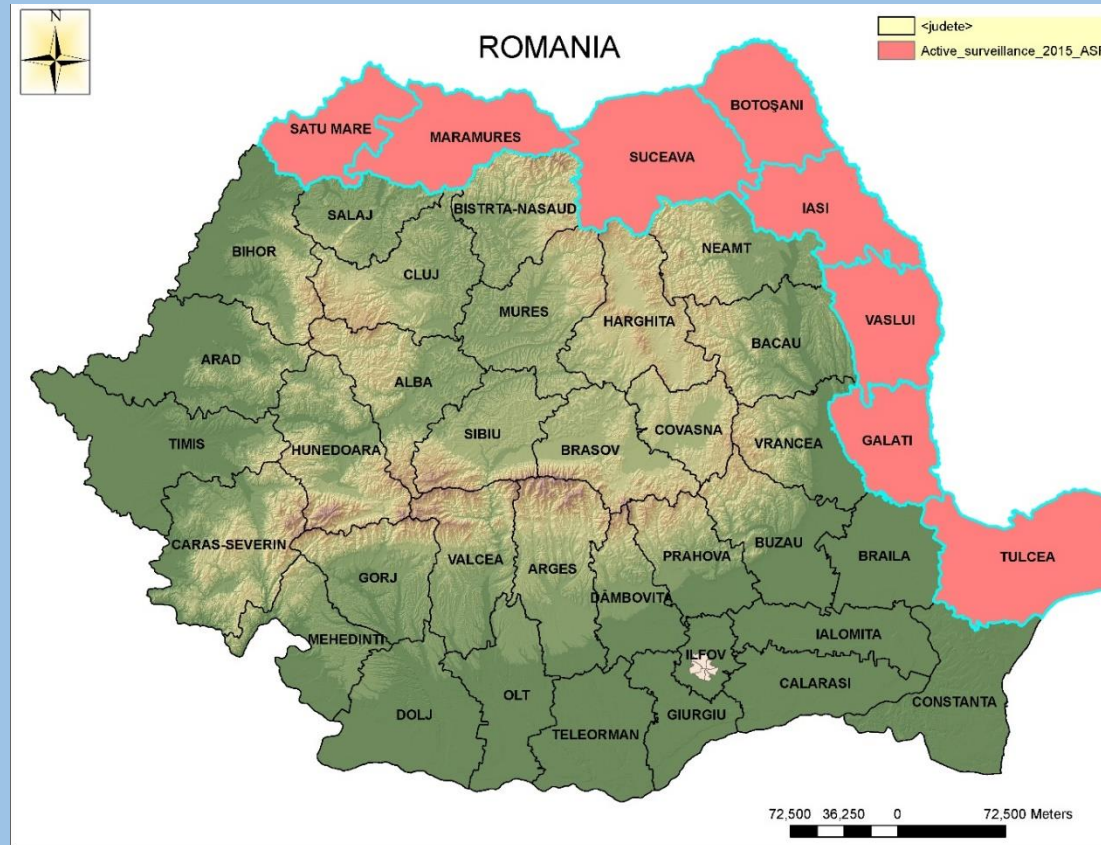 N
ROMANIA
<judete>
Active_surveillance_2015_ASF
SATU MARE
MARAMURES
SUCEAVA
BOTOŞANI
IASI
SALAJ
BISTRTA-NASAUD
NEAMT
BIHOR
CLUJ
MURES
HARGHITA
VASLUI
BACAU
ARAD
ALBA
TIMIS
HUNEDOARA
SIBIU
BRASOV
COVASNA
VRANCEA
GALATI
CARAS-SEVERIN
GORJ
VALCEA
ARGES
PRAHOVA
BUZAU
BRAILA
TULCEA
DÂMBOVITA
MEHEDINTI
ILFOV
IALOMITA
CALARASI
CONSTANTA
DOLJ
OLT
TELEORMAN
GIURGIU
72,500 36,250 0 72,500 Meters